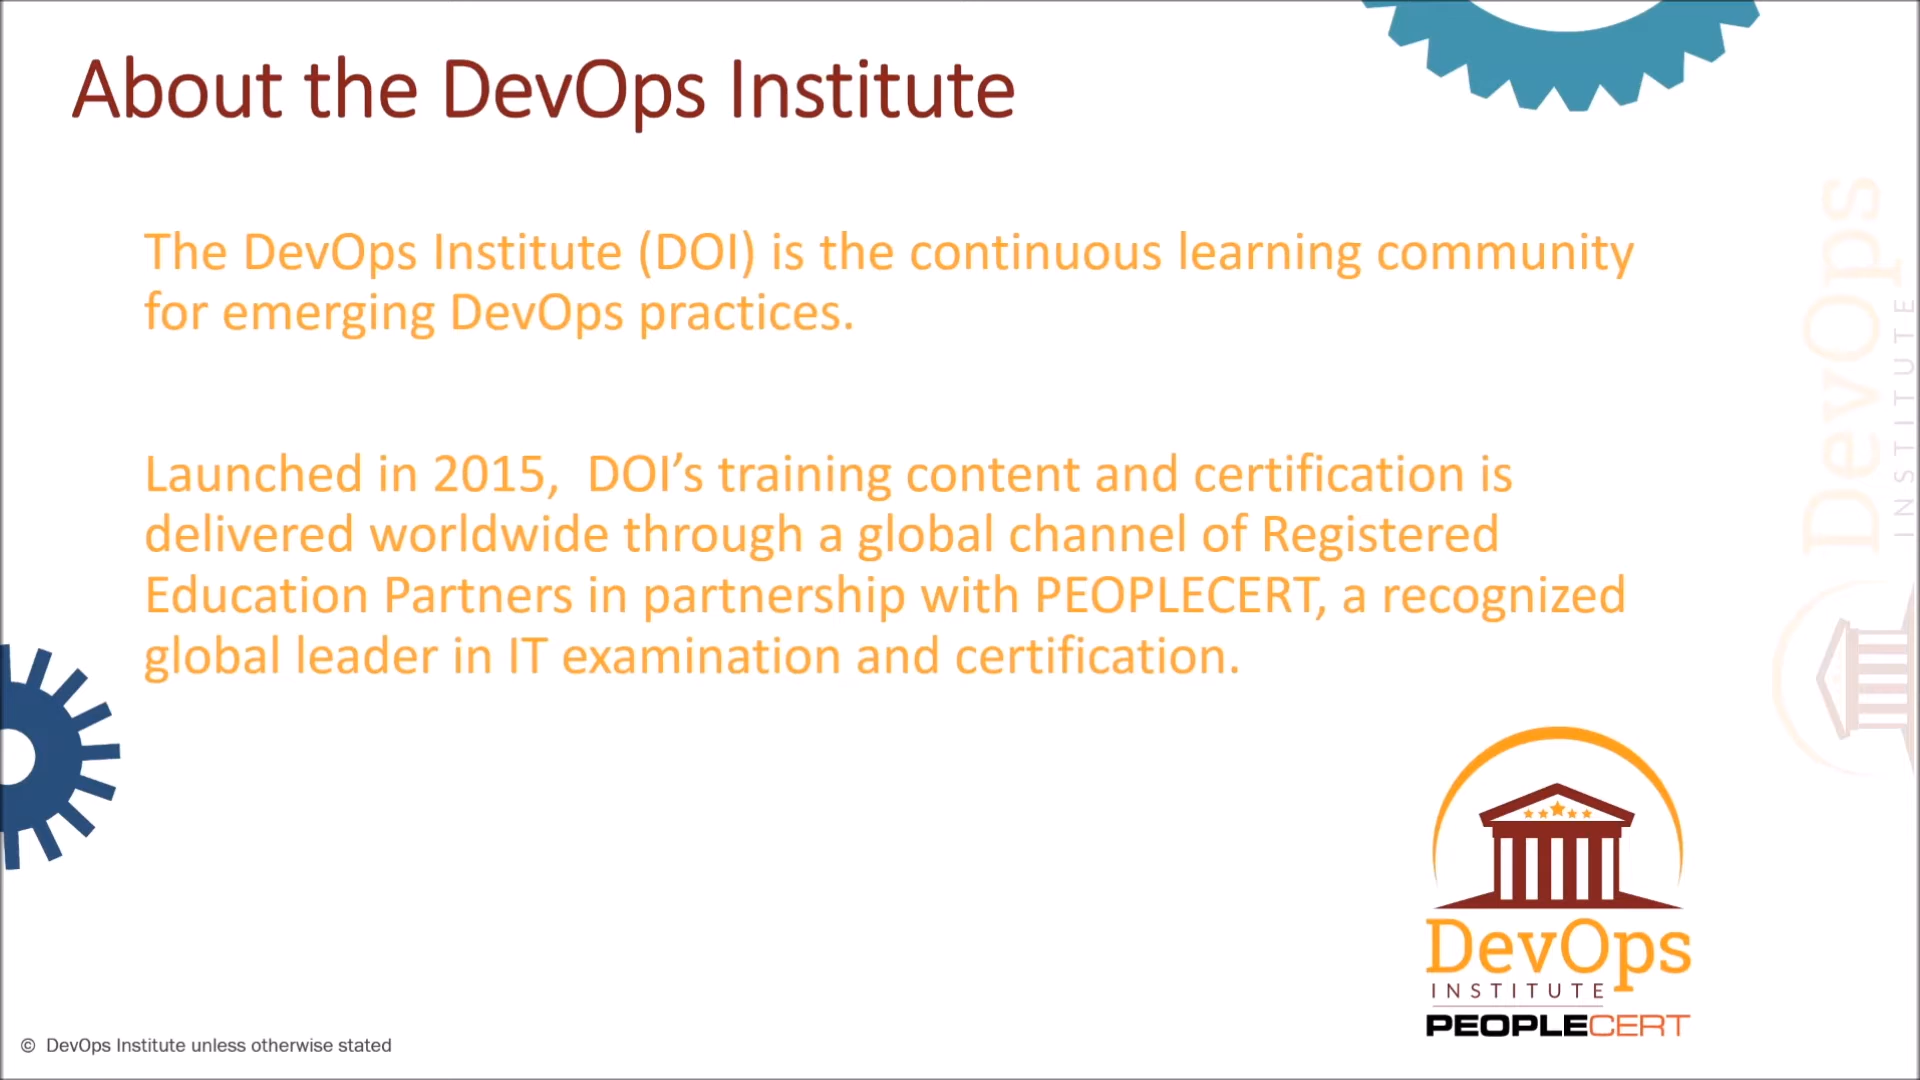 About the DevOps Institute
The DevOps Institute (DOI) is the continuous learning community
for emerging DevOps practices.
Launched in 2015,  DOI’s training content and certification is
delivered worldwide through a global channel of Registered
Education Partners in partnership with PEOPLECERT, a recognized
global leader in IT examination and certification.
DevOps
INSTITUTE
DevOps
INSTITUTE
PEOPLECERT
© DevOps Institute unless otherwise stated